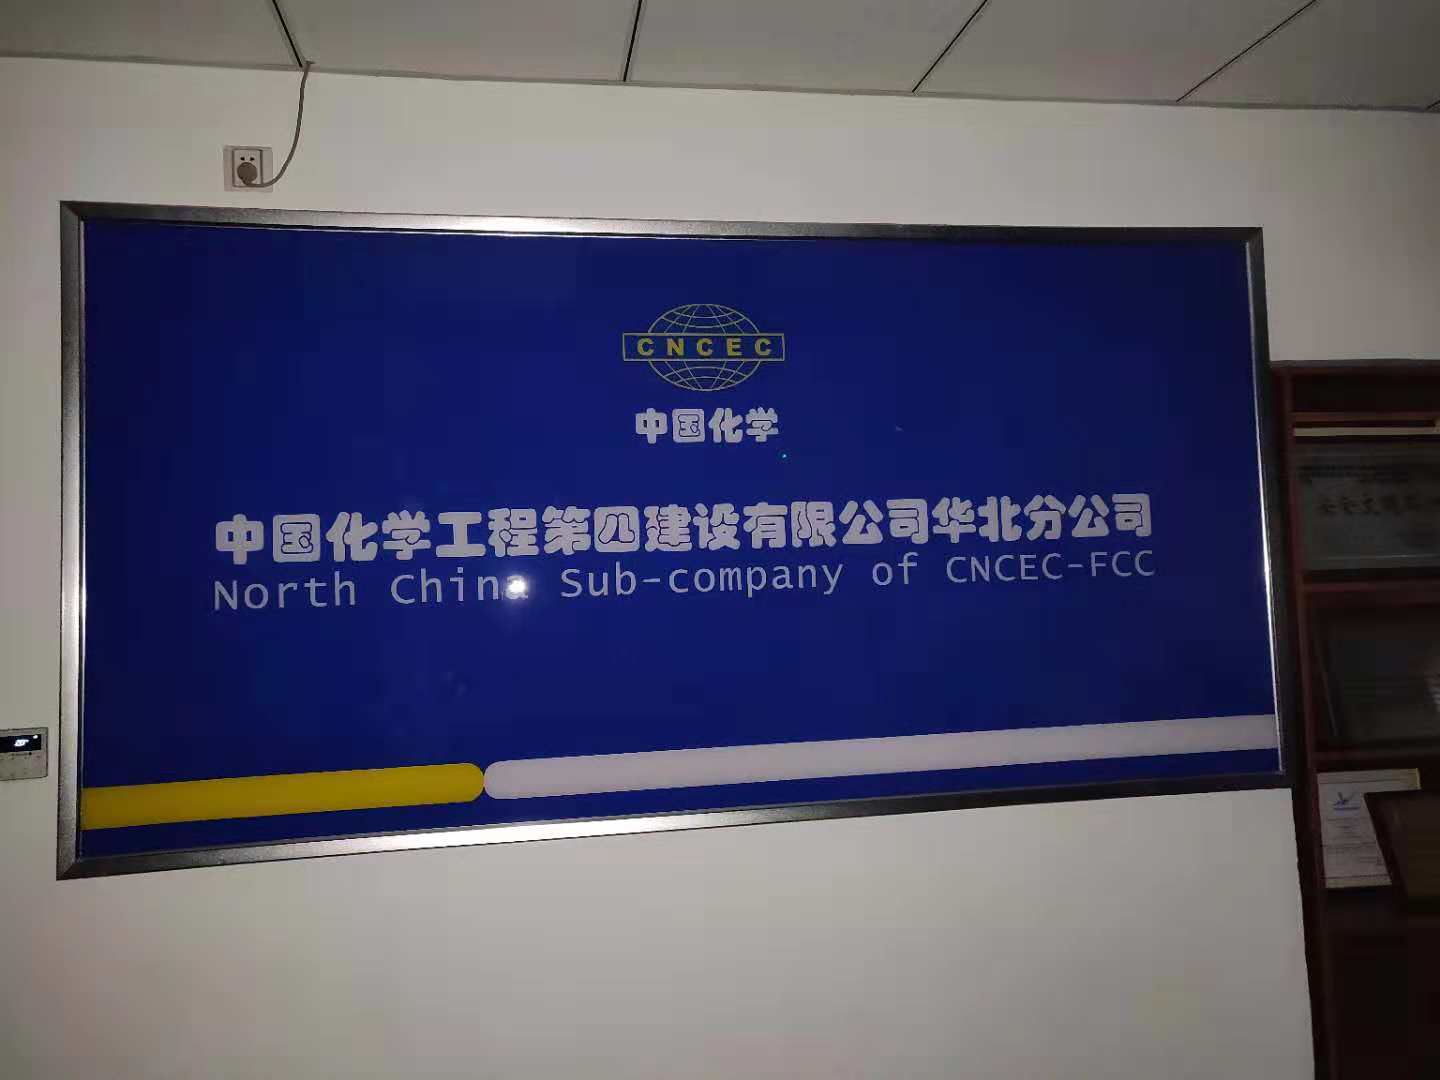 CNCEC
中国化学
中国化学工程第四建设有限公司华北分公司
North China Sub-company of CNCEC-FCC